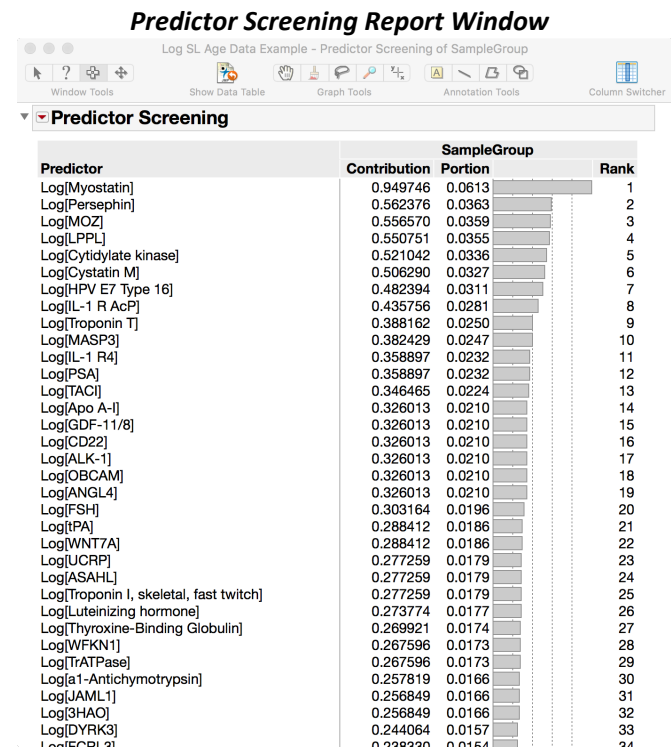 Predictor Screening Report Window
Log SL Age Data Example - Predictor Screening of SampleGroup
Window Tools Show Data Table Graph Tools Annotation Tools Column Switcher
Predictor Screening
SampleGroup
Predictor Contribution Portion Rank
Log[Myostatin] 0.949746 0.0613 1
Log[Persephin] 0.562376 0.0363 2
Log[MOZ] 0.556570 0.0359 3
Log[LPPL] 0.550751 0.0355 4
Log[Cytidylate kinase] 0.521042 0.0336 5
Log[Cystatin M] 0.506290 0.0327 6
Log[HPV E7 Type 16] 0.482394 0.0311 7
Log[IL-1 R AcP] 0.435756 0.0281 8
Log[Troponin T] 0.388162 0.0250 9
Log[MASP3] 0.382429 0.0247 10
Log[IL-1 R4] 0.358897 0.0232 11
Log[PSA] 0.358897 0.0232 12
Log[TACI] 0.346465 0.0224 13
Log[Apo A-I] 0.326013 0.0210 14
Log[GDF-11/8] 0.326013 0.0210 15
Log[CD22] 0.326013 0.0210 16
Log[ALK-1] 0.326013 0.0210 17
Log[OBCAM] 0.326013 0.0210 18
Log[ANGL4] 0.326013 0.0210 19
Log[FSH] 0.303164 0.0196 20
Log[tPA] 0.288412 0.0186 21
Log[WNT7A] 0.288412 0.0186 22
Log[UCRP] 0.277259 0.0179 23
Log[ASAHL] 0.277259 0.0179 24
Log[Troponin I, skeletal, fast twitch] 0.277259 0.0179 25
Log[Luteinizing hormone] 0.273774 0.0177 26
Log[Thyroxine-Binding Globulin] 0.269921 0.0174 27
Log[WFKN1] 0.267596 0.0173 28
Log[TrATPase] 0.267596 0.0173 29
Log[a1-Antichymotrypsin] 0.257819 0.0166 30
Log[JAML1] 0.256849 0.0166 31
Log[3HAO] 0.256849 0.0166 32
Log[DYRK3] 0.244064 0.0157 33
Log[FCRL3] 0.238330 0.0154 34